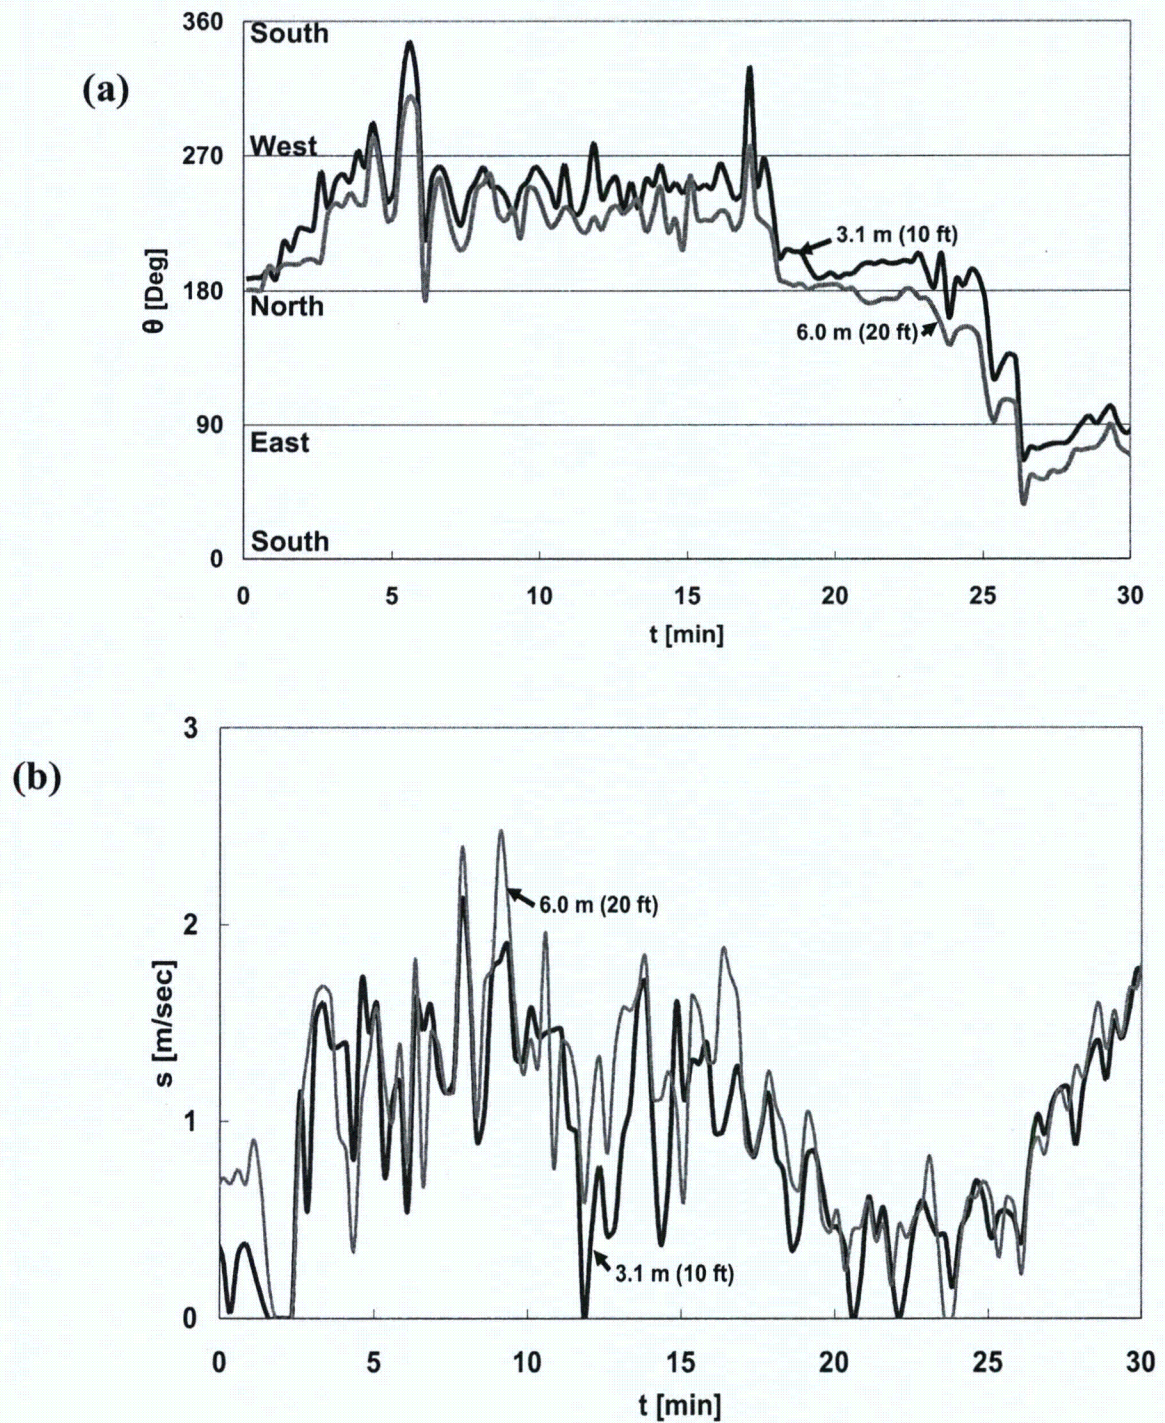 (a)
360
South
270
West
3.1 m (10 ft)
180
North
6.0 m (20 ft)
θ [Deg]
90
East
South
0
0 5 10 15 20 25 30
t [min]
(b)
3
6.0 m (20 ft)
2
s [m/sec]
1
3.1 m (10 ft)
0
0 5 10 15 20 25 30
t [min]